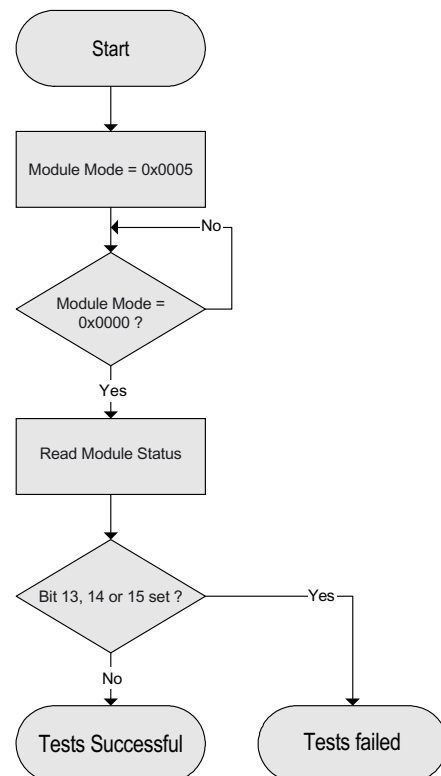 Start
Module Mode = 0x0005
No
Module Mode =
0x0000 ?
Yes
Read Module Status
Bit 13, 14 or 15 set ?
Yes
No
Tests Successful
Tests failed